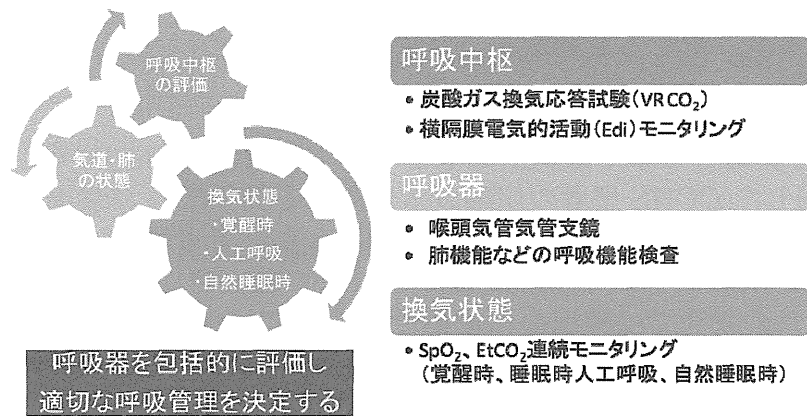 呼吸中枢
の評価
気道・肺
の状態
換気状態
・覚醒時
・人工呼吸
・自然睡眠時
呼吸器を包括的に評価し
適切な呼吸管理を決定する
呼吸中枢
• 炭酸ガス換気応答試験(VRCO₂)
• 横隔膜電気的活動(Edi)モニタリング
呼吸器
• 喉頭気管気管支鏡
• 肺機能などの呼吸機能検査
換気状態
• SpO₂、EtCO₂連続モニタリング
(覚醒時、睡眠時人工呼吸、自然睡眠時)